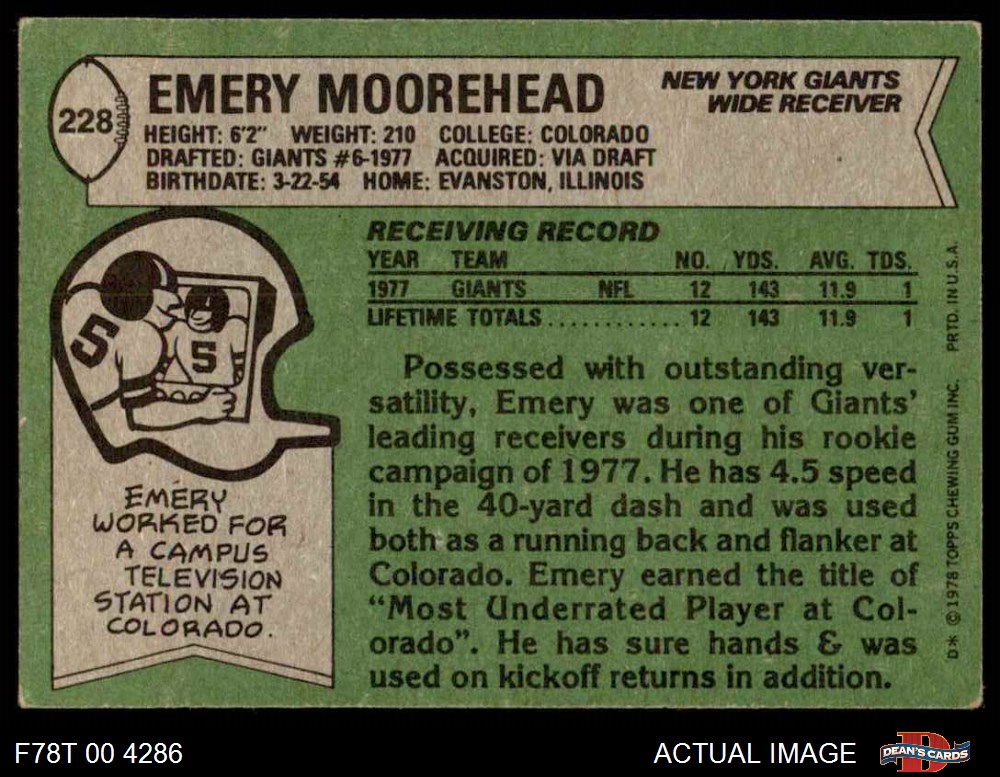 228
EMERY MOOREHEAD
NEW YORK GIANTS
WIDE RECEIVER
HEIGHT: 6'2" WEIGHT: 210 COLLEGE: COLORADO
DRAFTED: GIANTS #6-1977 ACQUIRED: VIA DRAFT
BIRTHDATE: 3-22-54 HOME: EVANSTON, ILLINOIS
RECEIVING RECORD
YEAR TEAM NO. YDS. AVG. TDS.
1977 GIANTS NFL 12 143 11.9 1
LIFETIME TOTALS............ 12 143 11.9 1
5
5
EMERY
WORKED FOR
A CAMPUS
TELEVISION
STATION AT
COLORADO.
Possessed with outstanding ver-
satility, Emery was one of Giants'
leading receivers during his rookie
campaign of 1977. He has 4.5 speed
in the 40-yard dash and was used
both as a running back and flanker at
Colorado. Emery earned the title of
"Most Underrated Player at Col-
orado". He has sure hands & was
used on kickoff returns in addition.
D* © 1978 TOPPS CHEWING GUM INC. PRTD. IN U.S.A.
F78T 00 4286
ACTUAL IMAGE
DEAN'S CARDS